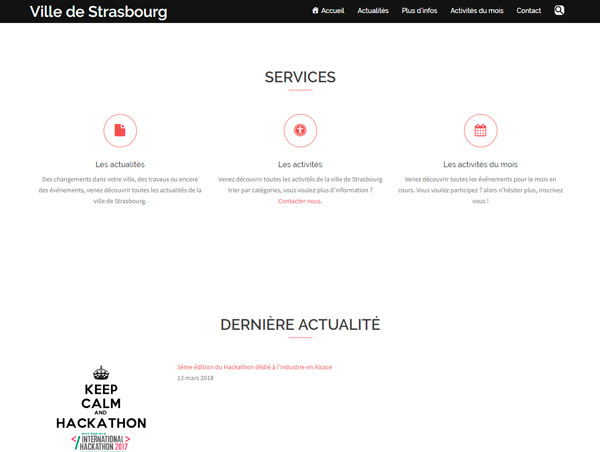 Ville de Strasbourg
Accueil Actualités Plus d'infos Activités du mois Contact
SERVICES
Les actualités
Des changements dans votre ville, des travaux ou encore
des événements, venez découvrir toutes les actualités de la
ville de Strasbourg.
Les activités
Venez découvrir toutes les activités de la ville de Strasbourg
trier par catégories, vous voulez plus d'information ?
Contacter nous.
Les activités du mois
Venez découvrir toutes les événements pour le mois en
cours. Vous voulez participez ? alors n'hésiter plus, inscrivez
vous !
DERNIÈRE ACTUALITÉ
KEEP
CALM
AND
HACKATHON
INTERNATIONAL
HACKATHON 2017
3ème édition du Hackathon dédié à l'industrie en Alsace
13 mars 2018